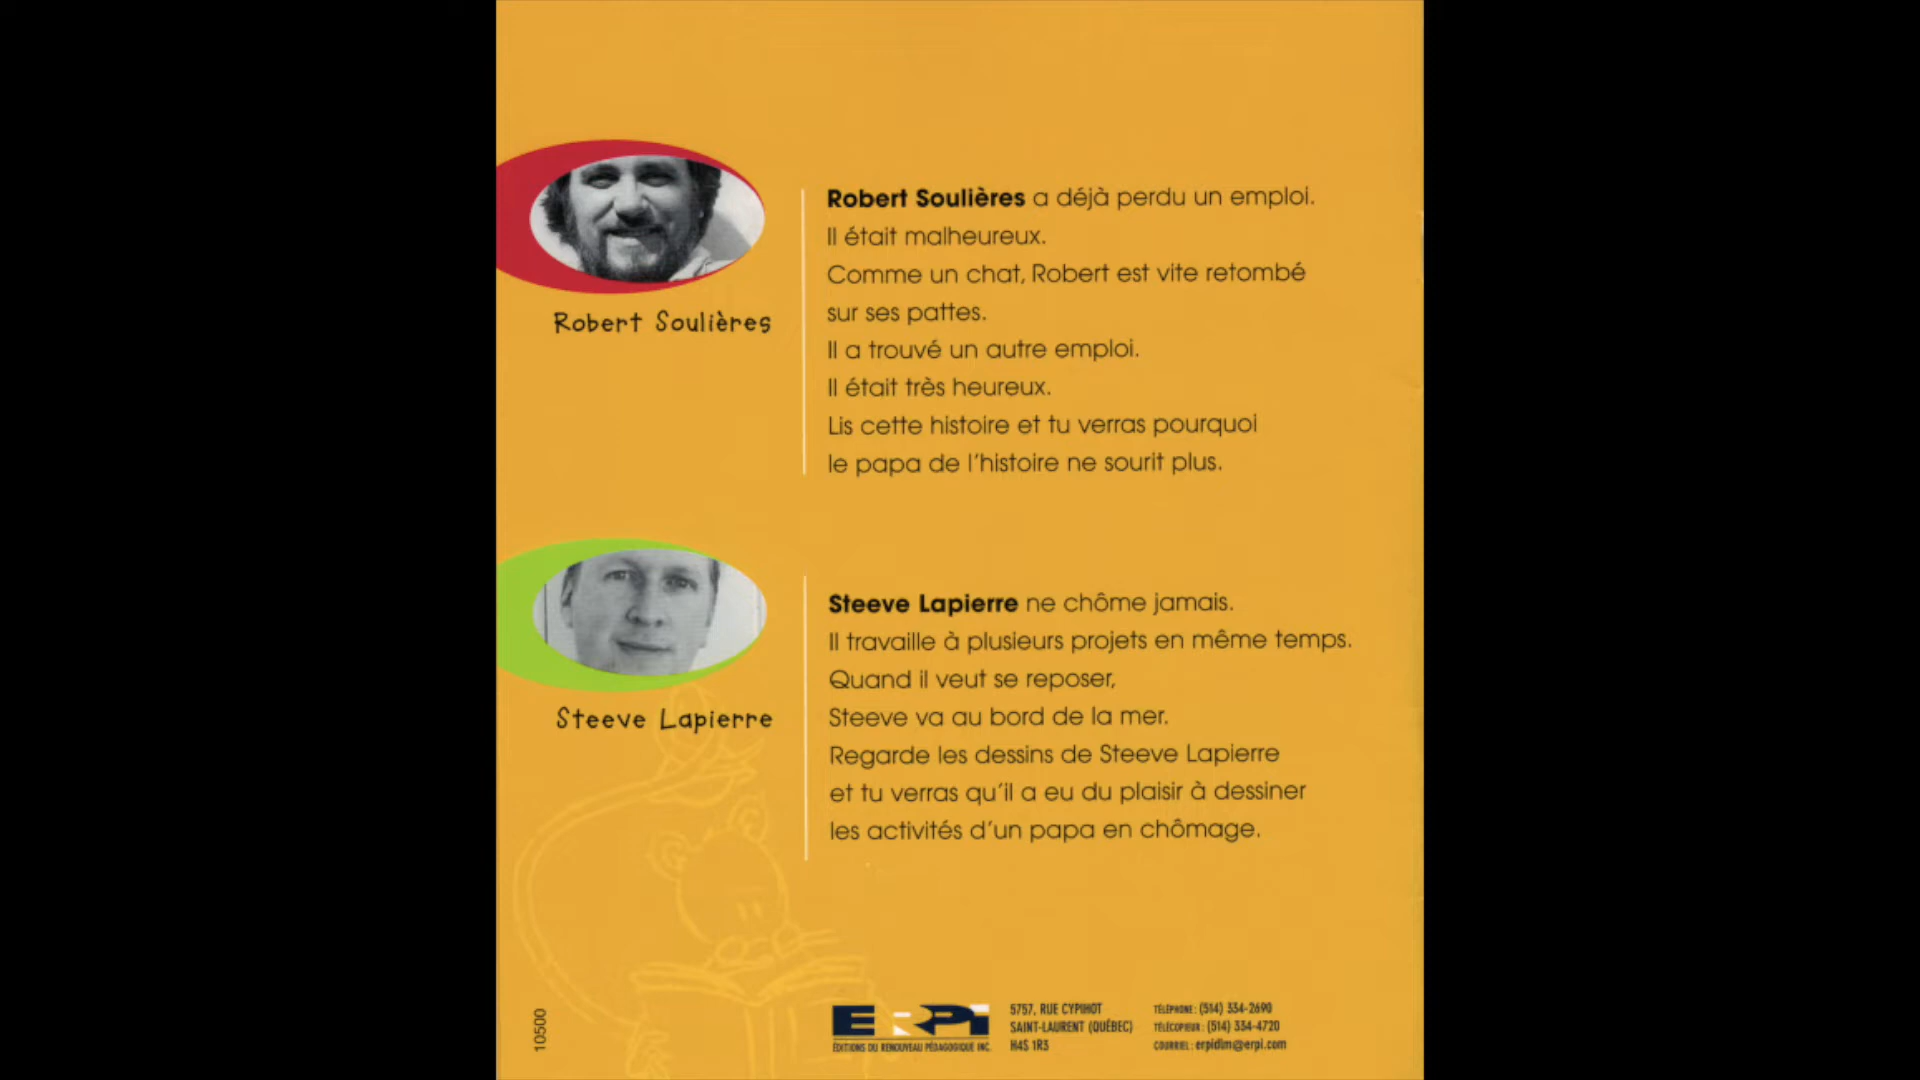 Robert Soulières
Robert Soulières a déjà perdu un emploi.
Il était malheureux.
Comme un chat, Robert est vite retombé
sur ses pattes.
Il a trouvé un autre emploi.
Il était très heureux.
Lis cette histoire et tu verras pourquoi
le papa de l'histoire ne sourit plus.
Steeve Lapierre
Steeve Lapierre ne chôme jamais.
Il travaille à plusieurs projets en même temps.
Quand il veut se reposer,
Steeve va au bord de la mer.
Regarde les dessins de Steeve Lapierre
et tu verras qu'il a eu du plaisir à dessiner
les activités d'un papa en chômage.
10500
ERPI
ÉDITIONS DU RENOUVEAU PÉDAGOGIQUE INC.
5757, RUE CYPIHOT
SAINT-LAURENT (QUÉBEC)
H4S 1R3
TÉLÉPHONE : (514) 334-2690
TÉLÉCOPIEUR : (514) 334-4720
COURRIEL : erpidlm@erpi.com